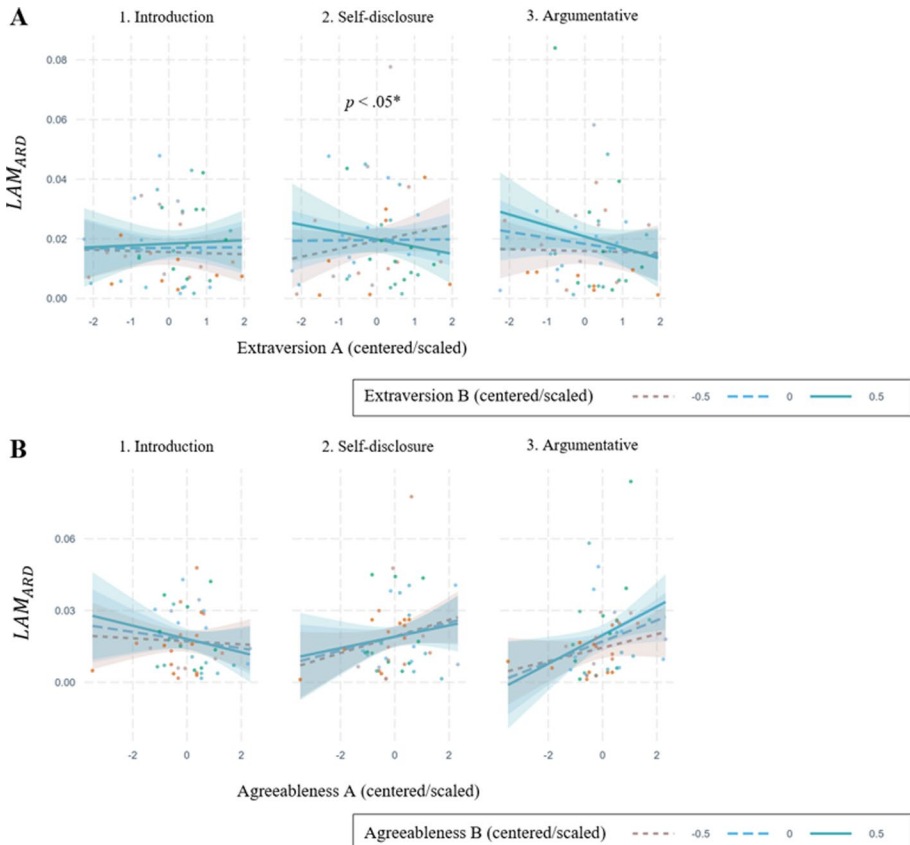 A
1. Introduction 2. Self-disclosure 3. Argumentative
0.08
p < .05*
0.06
LAM_ARD
0.04
0.02
0.00
-2 -1 0 1 2 -2 -1 0 1 2 -2 -1 0 1 2
Extraversion A (centered/scaled)
Extraversion B (centered/scaled) -0.5 0 0.5
B
1. Introduction 2. Self-disclosure 3. Argumentative
0.06
LAM_ARD
0.03
0.00
-2 0 2 -2 0 2 -2 0 2
Agreeableness A (centered/scaled)
Agreeableness B (centered/scaled) -0.5 0 0.5